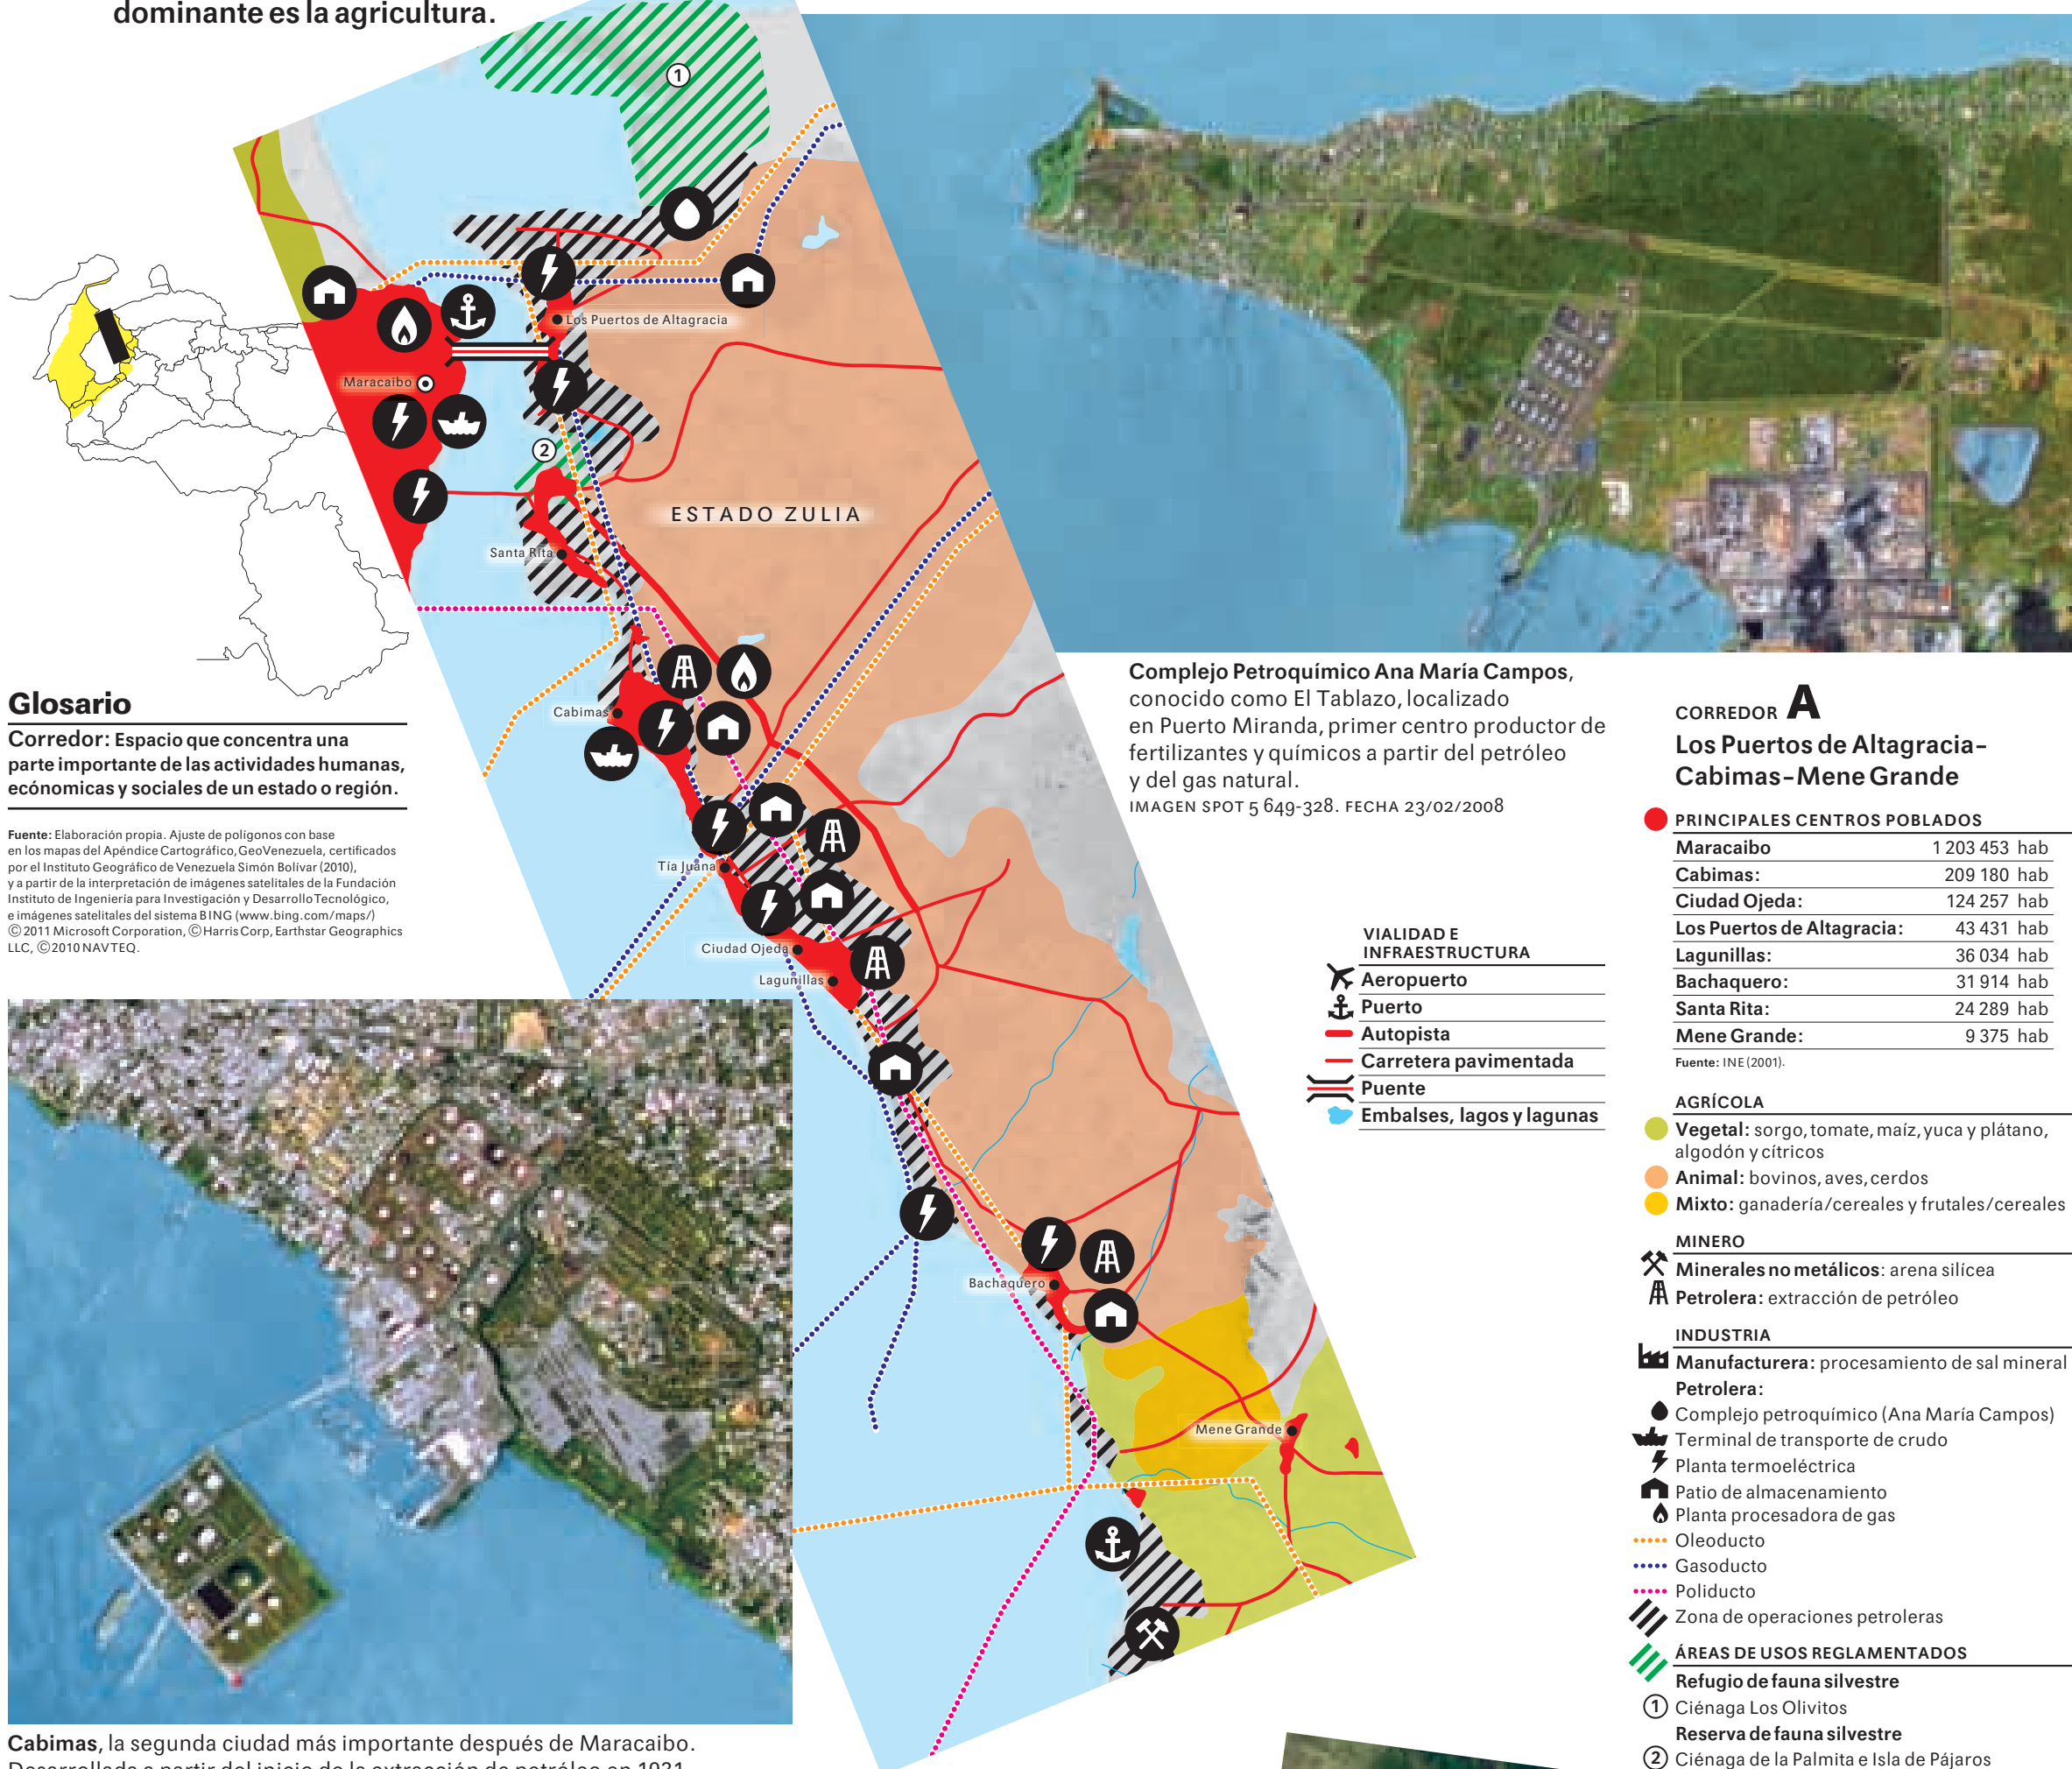 dominante es la agricultura.
1
Los Puertos de Altagracia
Maracaibo
2
ESTADO ZULIA
Santa Rita
Cabimas
Tía Juana
Ciudad Ojeda
Lagunillas
Bachaquero
Mene Grande
Glosario
Corredor: Espacio que concentra una
parte importante de las actividades humanas,
ecónomicas y sociales de un estado o región.
Fuente: Elaboración propia. Ajuste de polígonos con base
en los mapas del Apéndice Cartográfico, GeoVenezuela, certificados
por el Instituto Geográfico de Venezuela Simón Bolívar (2010),
y a partir de la interpretación de imágenes satelitales de la Fundación
Instituto de Ingeniería para Investigación y Desarrollo Tecnológico,
e imágenes satelitales del sistema BING (www.bing.com/maps/)
©2011 Microsoft Corporation, ©Harris Corp, Earthstar Geographics
LLC, ©2010 NAVTEQ.
Complejo Petroquímico Ana María Campos,
conocido como El Tablazo, localizado
en Puerto Miranda, primer centro productor de
fertilizantes y químicos a partir del petróleo
y del gas natural.
IMAGEN SPOT 5 649-328. FECHA 23/02/2008
VIALIDAD E
INFRAESTRUCTURA
Aeropuerto
Puerto
Autopista
Carretera pavimentada
Puente
Embalses, lagos y lagunas
CORREDOR A
Los Puertos de Altagracia–
Cabimas–Mene Grande
PRINCIPALES CENTROS POBLADOS
Maracaibo 1 203 453 hab
Cabimas: 209 180 hab
Ciudad Ojeda: 124 257 hab
Los Puertos de Altagracia: 43 431 hab
Lagunillas: 36 034 hab
Bachaquero: 31 914 hab
Santa Rita: 24 289 hab
Mene Grande: 9 375 hab
Fuente: INE (2001).
AGRÍCOLA
Vegetal: sorgo, tomate, maíz, yuca y plátano,
algodón y cítricos
Animal: bovinos, aves, cerdos
Mixto: ganadería/cereales y frutales/cereales
MINERO
Minerales no metálicos: arena silícea
Petrolera: extracción de petróleo
INDUSTRIA
Manufacturera: procesamiento de sal mineral
Petrolera:
Complejo petroquímico (Ana María Campos)
Terminal de transporte de crudo
Planta termoeléctrica
Patio de almacenamiento
Planta procesadora de gas
Oleoducto
Gasoducto
Poliducto
Zona de operaciones petroleras
ÁREAS DE USOS REGLAMENTADOS
Refugio de fauna silvestre
1 Ciénaga Los Olivitos
Reserva de fauna silvestre
2 Ciénaga de la Palmita e Isla de Pájaros
Cabimas, la segunda ciudad más importante después de Maracaibo.
Desarrollada a partir del inicio de la extracción de petróleo en 1931